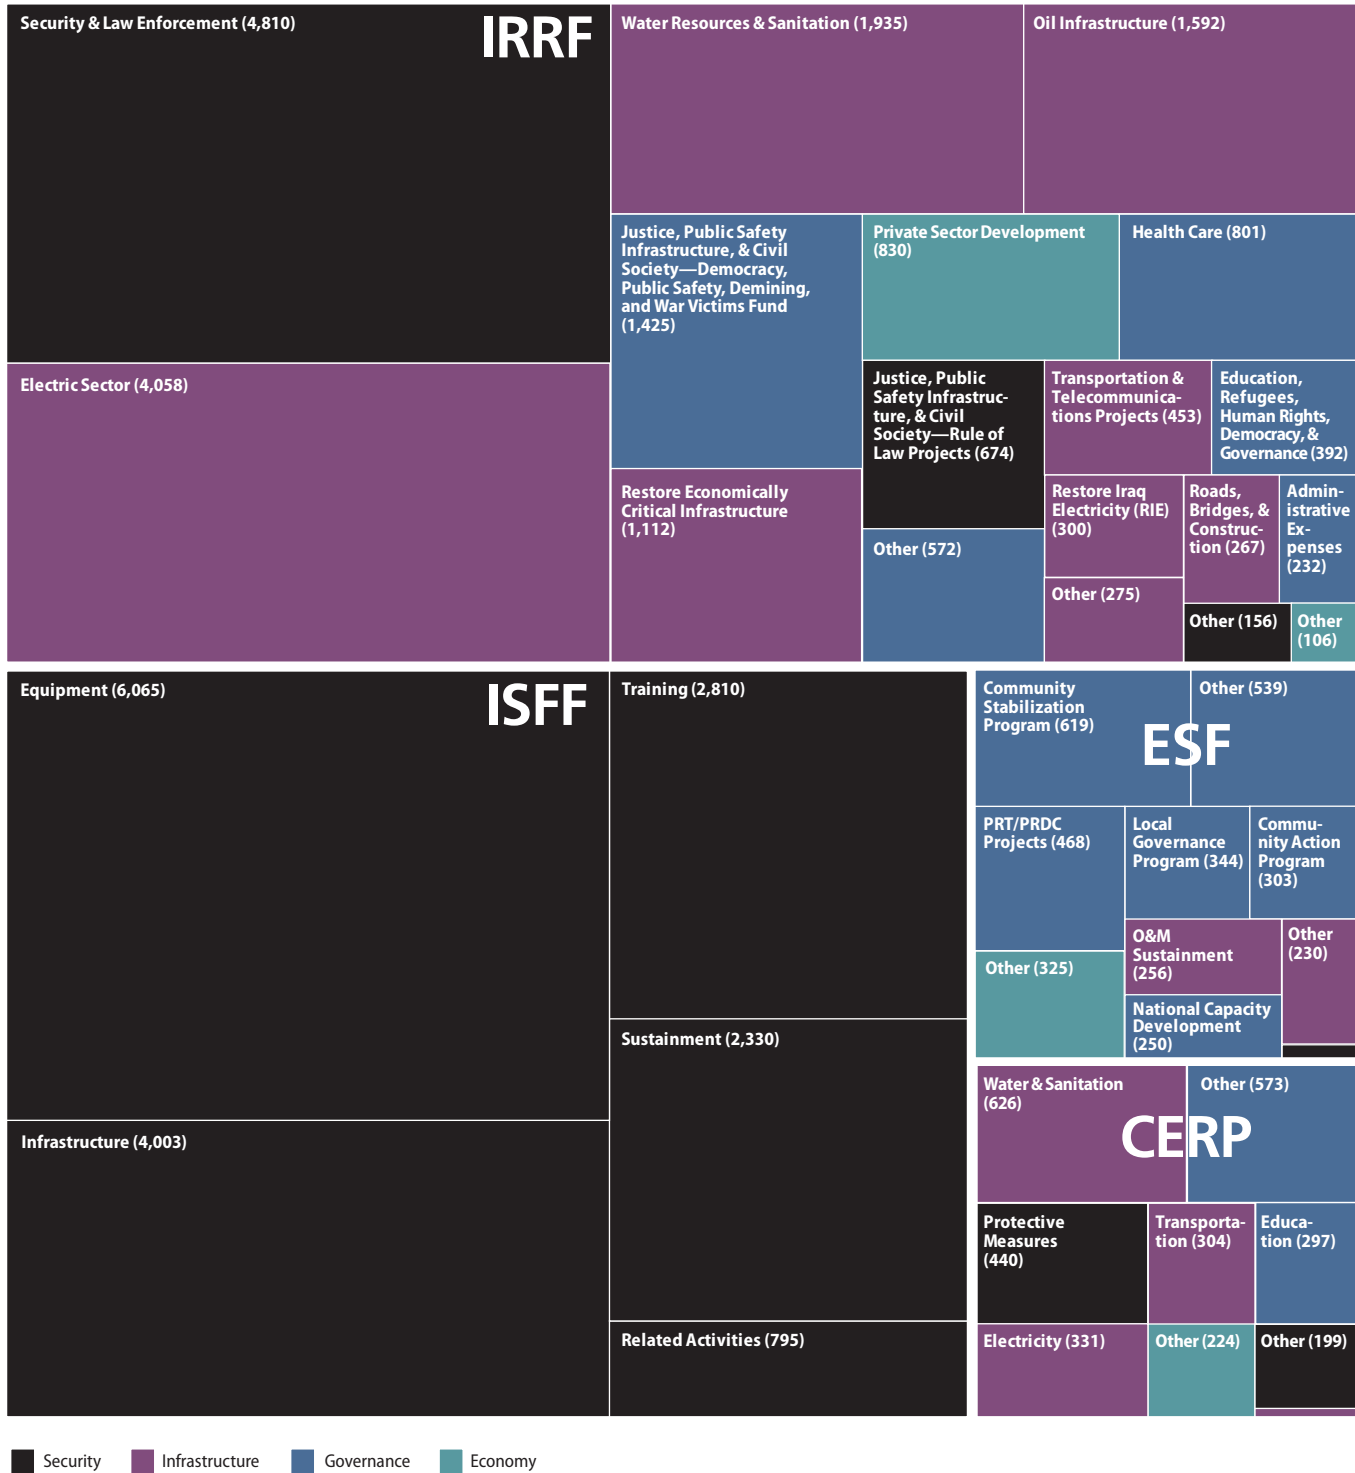 Security & Law Enforcement (4,810)
IRRF
Water Resources & Sanitation (1,935)
Oil Infrastructure (1,592)
Justice, Public Safety
Infrastructure, & Civil
Society—Democracy,
Public Safety, Demining,
and War Victims Fund
(1,425)
Private Sector Development
(830)
Health Care (801)
Electric Sector (4,058)
Justice, Public
Safety Infrastruc-
ture, & Civil
Society—Rule of
Law Projects (674)
Transportation &
Telecommunica-
tions Projects (453)
Education,
Refugees,
Human Rights,
Democracy, &
Governance (392)
Restore Economically
Critical Infrastructure
(1,112)
Other (572)
Restore Iraq
Electricity (RIE)
(300)
Roads,
Bridges, &
Construc-
tion (267)
Admin-
istrative
Ex-
penses
(232)
Other (275)
Other (156)
Other
(106)
Equipment (6,065)
ISFF
Training (2,810)
Community
Stabilization
Program (619)
Other (539)
ESF
PRT/PRDC
Projects (468)
Local
Governance
Program (344)
Commu-
nity Action
Program
(303)
Other (325)
O&M
Sustainment
(256)
Other
(230)
National Capacity
Development
(250)
Sustainment (2,330)
Infrastructure (4,003)
Water & Sanitation
(626)
Other (573)
CERP
Protective
Measures
(440)
Transporta-
tion (304)
Educa-
tion (297)
Related Activities (795)
Electricity (331)
Other (224)
Other (199)
Security
Infrastructure
Governance
Economy